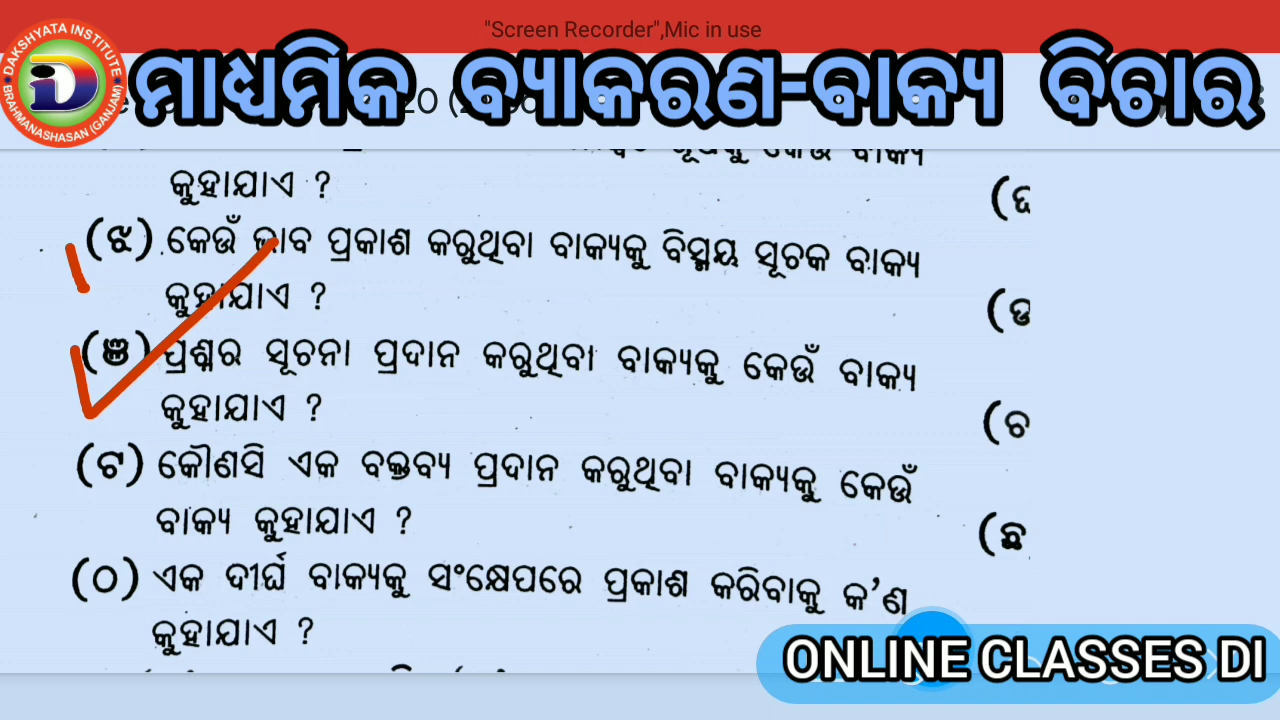 "Screen Recorder",Mic in use
DAKSHYATA INSTITUTE
BRAHMANASHASAN (GANJAM)
ମାଧ୍ୟମିକ ବ୍ୟାକରଣ-ବାକ୍ୟ ବିଚାର
କେଉଁ ବାକ୍ୟ
କୁହାଯାଏ ?
(ଝ) କେଉଁ ଭାବ ପ୍ରକାଶ କରୁଥିବା ବାକ୍ୟକୁ ବିସ୍ମୟ ସୂଚକ ବାକ୍ୟ
କୁହାଯାଏ ?
(ଞ) ପ୍ରଶ୍ନର ସୂଚନା ପ୍ରଦାନ କରୁଥିବା ବାକ୍ୟକୁ କେଉଁ ବାକ୍ୟ
କୁହାଯାଏ ?
(ଟ) କୌଣସି ଏକ ବକ୍ତବ୍ୟ ପ୍ରଦାନ କରୁଥିବା ବାକ୍ୟକୁ କେଉଁ
ବାକ୍ୟ କୁହାଯାଏ ?
(ଠ) ଏକ ଦୀର୍ଘ ବାକ୍ୟକୁ ସଂକ୍ଷେପରେ ପ୍ରକାଶ କରିବାକୁ କ'ଣ
କୁହାଯାଏ ?
(ଚ
(ଛ
ONLINE CLASSES DI